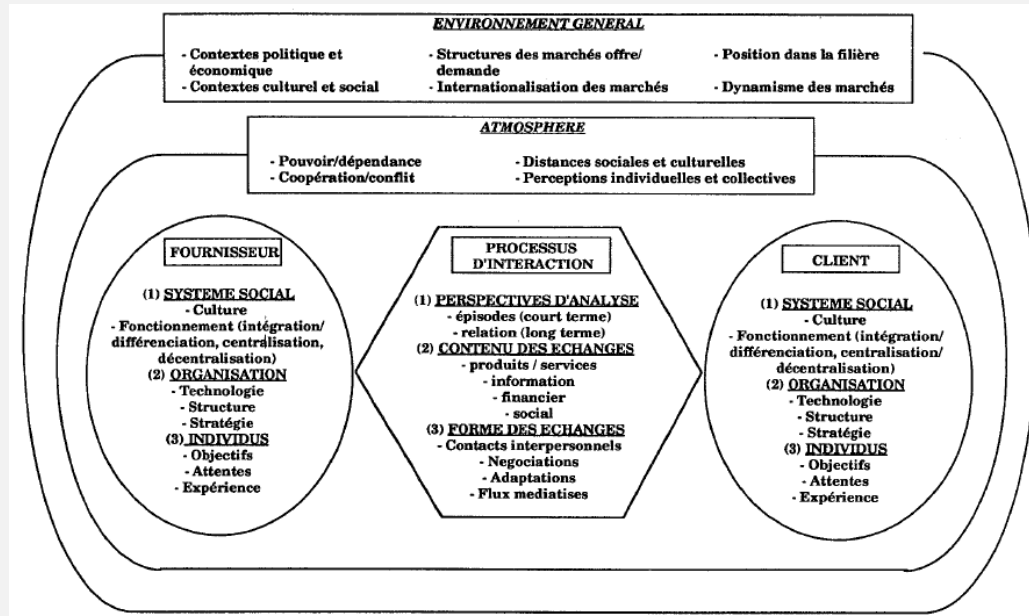 ENVIRONNEMENT GENERAL
- Contextes politique et
économique
- Contextes culturel et social
- Structures des marchés offre/
demande
- Internationalisation des marchés
- Position dans la filière
- Dynamisme des marchés
ATMOSPHERE
- Pouvoir/dépendance
- Coopération/conflit
- Distances sociales et culturelles
- Perceptions individuelles et collectives
FOURNISSEUR
(1) SYSTEME SOCIAL
- Culture
- Fonctionnement (intégration/
différenciation, centralisation,
décentralisation)
(2) ORGANISATION
- Technologie
- Structure
- Stratégie
(3) INDIVIDUS
- Objectifs
- Attentes
- Expérience
PROCESSUS
D'INTERACTION
(1) PERSPECTIVES D'ANALYSE
- épisodes (court terme)
- relation (long terme)
(2) CONTENU DES ECHANGES
- produits / services
- information
- financier
- social
(3) FORME DES ECHANGES
- Contacts interpersonnels
- Negociations
- Adaptations
- Flux mediatises
CLIENT
(1) SYSTEME SOCIAL
- Culture
- Fonctionnement (intégration/
différenciation, centralisation/
décentralisation)
(2) ORGANISATION
- Technologie
- Structure
- Stratégie
(3) INDIVIDUS
- Objectifs
- Attentes
- Expérience